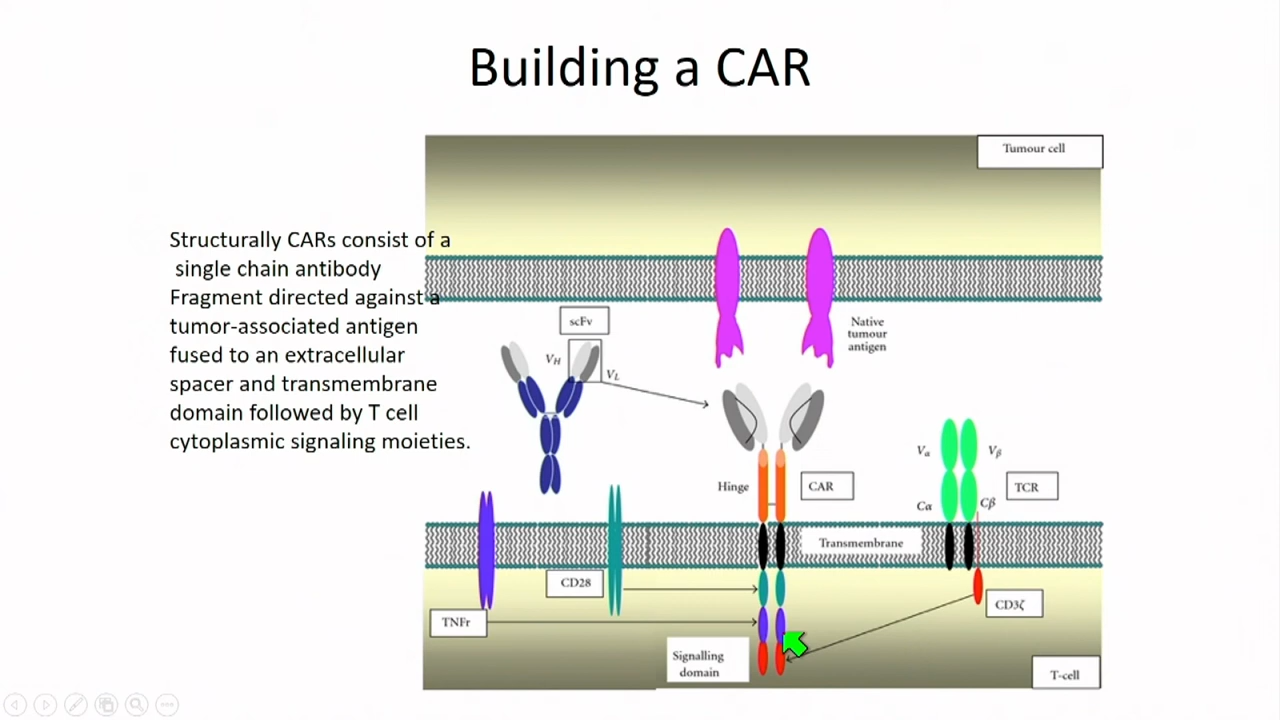 Building a CAR
Structurally CARs consist of a
single chain antibody
Fragment directed against a
tumor-associated antigen
fused to an extracellular
spacer and transmembrane
domain followed by T cell
cytoplasmic signaling moieties.
Tumour cell
Native
tumour
antigen
scFv
VH
VL
Hinge
CAR
Vα
Vβ
Cα
Cβ
TCR
Transmembrane
CD28
TNFr
CD3ζ
Signalling
domain
T-cell